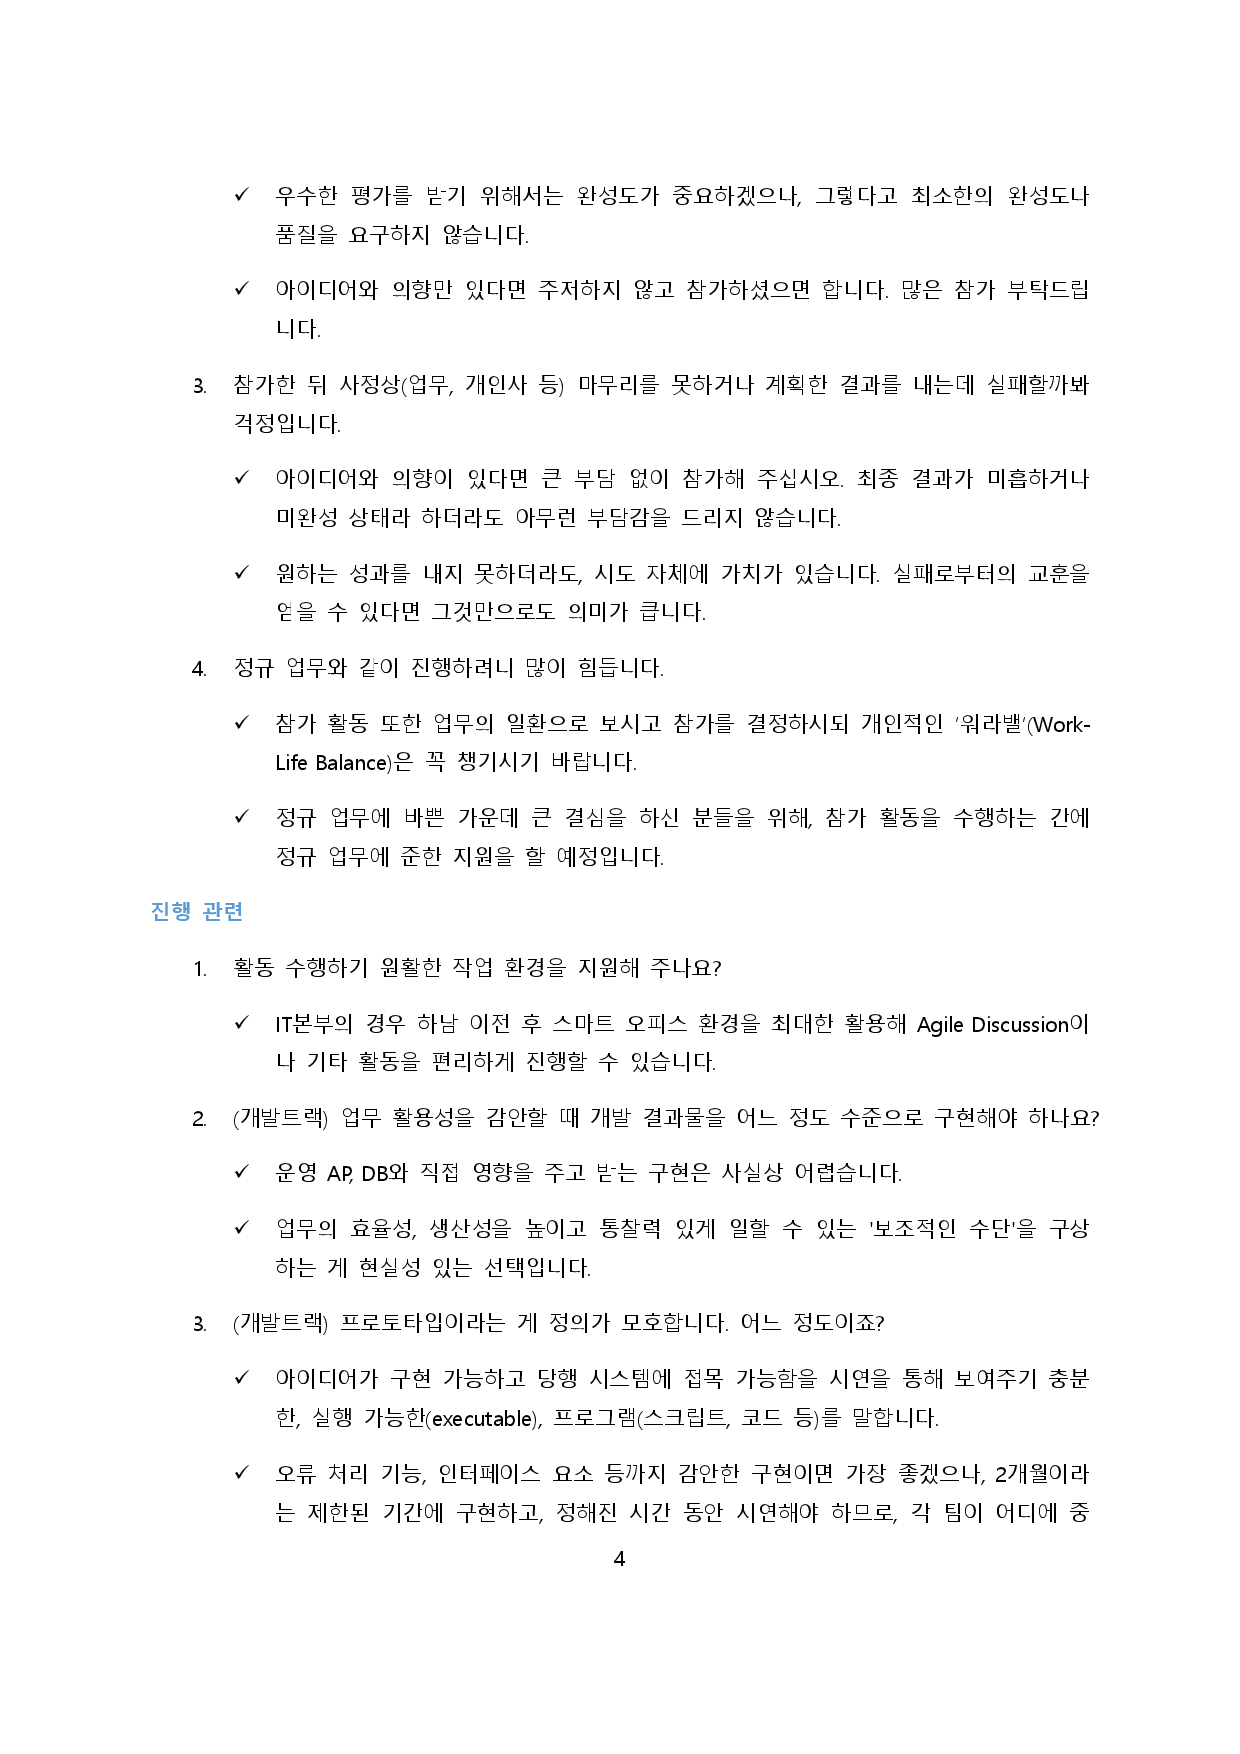 ✓ 우수한 평가를 받기 위해서는 완성도가 중요하겠으나, 그렇다고 최소한의 완성도나
품질을 요구하지 않습니다.
✓ 아이디어와 의향만 있다면 주저하지 않고 참가하셨으면 합니다. 많은 참가 부탁드립
니다.
3. 참가한 뒤 사정상(업무, 개인사 등) 마무리를 못하거나 계획한 결과를 내는데 실패할까봐
걱정입니다.
✓ 아이디어와 의향이 있다면 큰 부담 없이 참가해 주십시오. 최종 결과가 미흡하거나
미완성 상태라 하더라도 아무런 부담감을 드리지 않습니다.
✓ 원하는 성과를 내지 못하더라도, 시도 자체에 가치가 있습니다. 실패로부터의 교훈을
얻을 수 있다면 그것만으로도 의미가 큽니다.
4. 정규 업무와 같이 진행하려니 많이 힘듭니다.
✓ 참가 활동 또한 업무의 일환으로 보시고 참가를 결정하시되 개인적인 '워라밸'(Work-
Life Balance)은 꼭 챙기시기 바랍니다.
✓ 정규 업무에 바쁜 가운데 큰 결심을 하신 분들을 위해, 참가 활동을 수행하는 간에
정규 업무에 준한 지원을 할 예정입니다.
진행 관련
1. 활동 수행하기 원활한 작업 환경을 지원해 주나요?
✓ IT본부의 경우 하남 이전 후 스마트 오피스 환경을 최대한 활용해 Agile Discussion이
나 기타 활동을 편리하게 진행할 수 있습니다.
2. (개발트랙) 업무 활용성을 감안할 때 개발 결과물을 어느 정도 수준으로 구현해야 하나요?
✓ 운영 AP, DB와 직접 영향을 주고 받는 구현은 사실상 어렵습니다.
✓ 업무의 효율성, 생산성을 높이고 통찰력 있게 일할 수 있는 '보조적인 수단'을 구상
하는 게 현실성 있는 선택입니다.
3. (개발트랙) 프로토타입이라는 게 정의가 모호합니다. 어느 정도이죠?
✓ 아이디어가 구현 가능하고 당행 시스템에 접목 가능함을 시연을 통해 보여주기 충분
한, 실행 가능한(executable), 프로그램(스크립트, 코드 등)를 말합니다.
✓ 오류 처리 기능, 인터페이스 요소 등까지 감안한 구현이면 가장 좋겠으나, 2개월이라
는 제한된 기간에 구현하고, 정해진 시간 동안 시연해야 하므로, 각 팀이 어디에 중
4